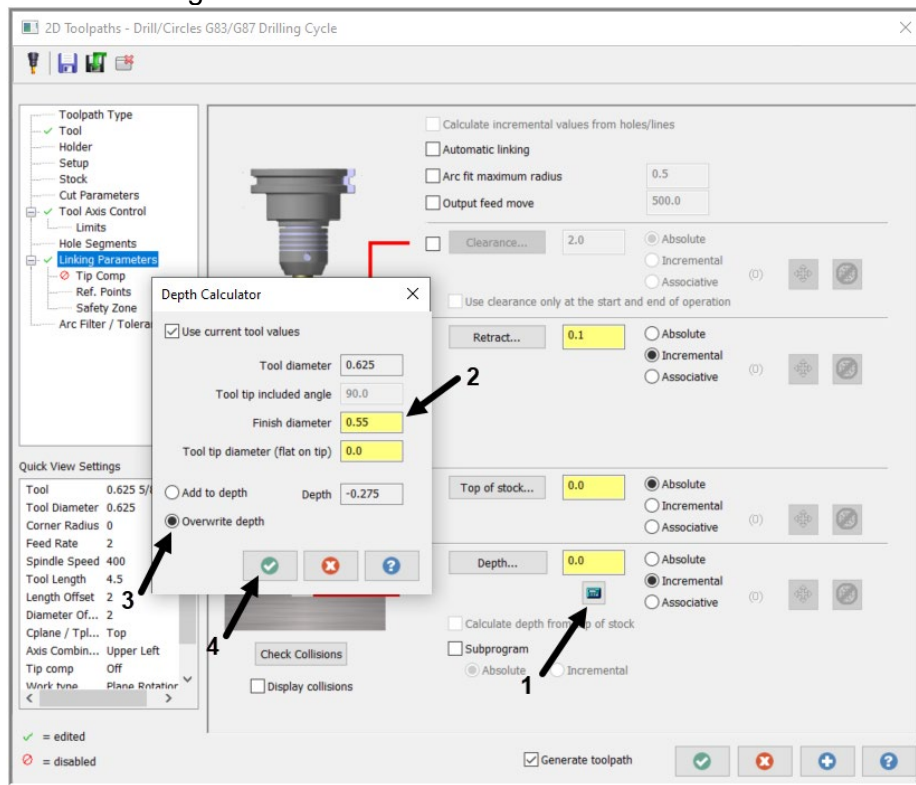 2D Toolpaths - Drill/Circles G83/G87 Drilling Cycle
Toolpath Type
Tool
Holder
Setup
Stock
Cut Parameters
Tool Axis Control
Limits
Hole Segments
Linking Parameters
Tip Comp
Ref. Points
Safety Zone
Arc Filter / Tolera
Calculate incremental values from holes/lines
Automatic linking
Arc fit maximum radius 0.5
Output feed move 500.0
Clearance... 2.0 Absolute
Incremental
Associative (0)
Use clearance only at the start and end of operation
Retract... 0.1 Absolute
Incremental
Associative (0)
Top of stock... 0.0 Absolute
Incremental
Associative (0)
Depth... 0.0 Absolute
Incremental
Associative (0)
Calculate depth from top of stock
Subprogram
Absolute Incremental
1
Depth Calculator
Use current tool values
Tool diameter 0.625
Tool tip included angle 90.0
Finish diameter 0.55
2
Tool tip diameter (flat on tip) 0.0
Add to depth Depth -0.275
Overwrite depth
3
4
Quick View Settings
Tool 0.625 5/
Tool Diameter 0.625
Corner Radius 0
Feed Rate 2
Spindle Speed 400
Tool Length 4.5
Length Offset 2
Diameter Of... 2
Cplane / Tpl... Top
Axis Combin... Upper Left
Tip comp Off
Work type Plane Rotation
Check Collisions
Display collisions
= edited
= disabled
Generate toolpath